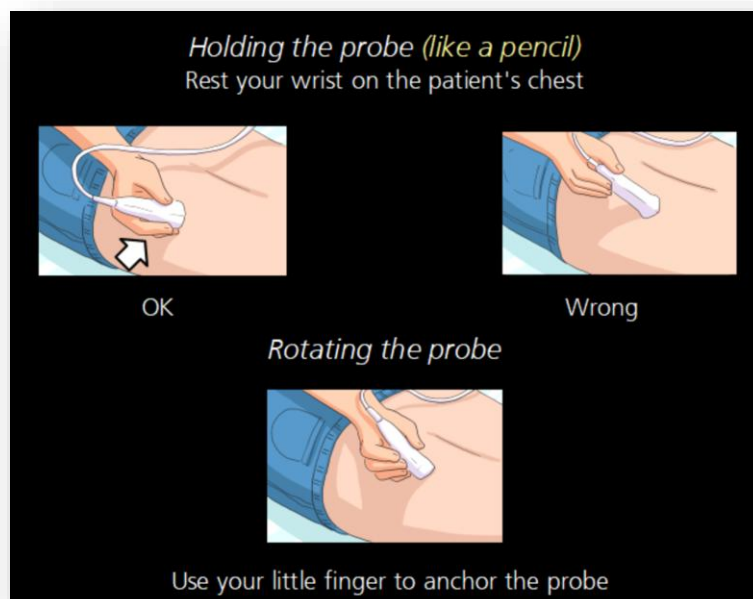 Holding the probe (like a pencil)
Rest your wrist on the patient's chest
OK
Wrong
Rotating the probe
Use your little finger to anchor the probe